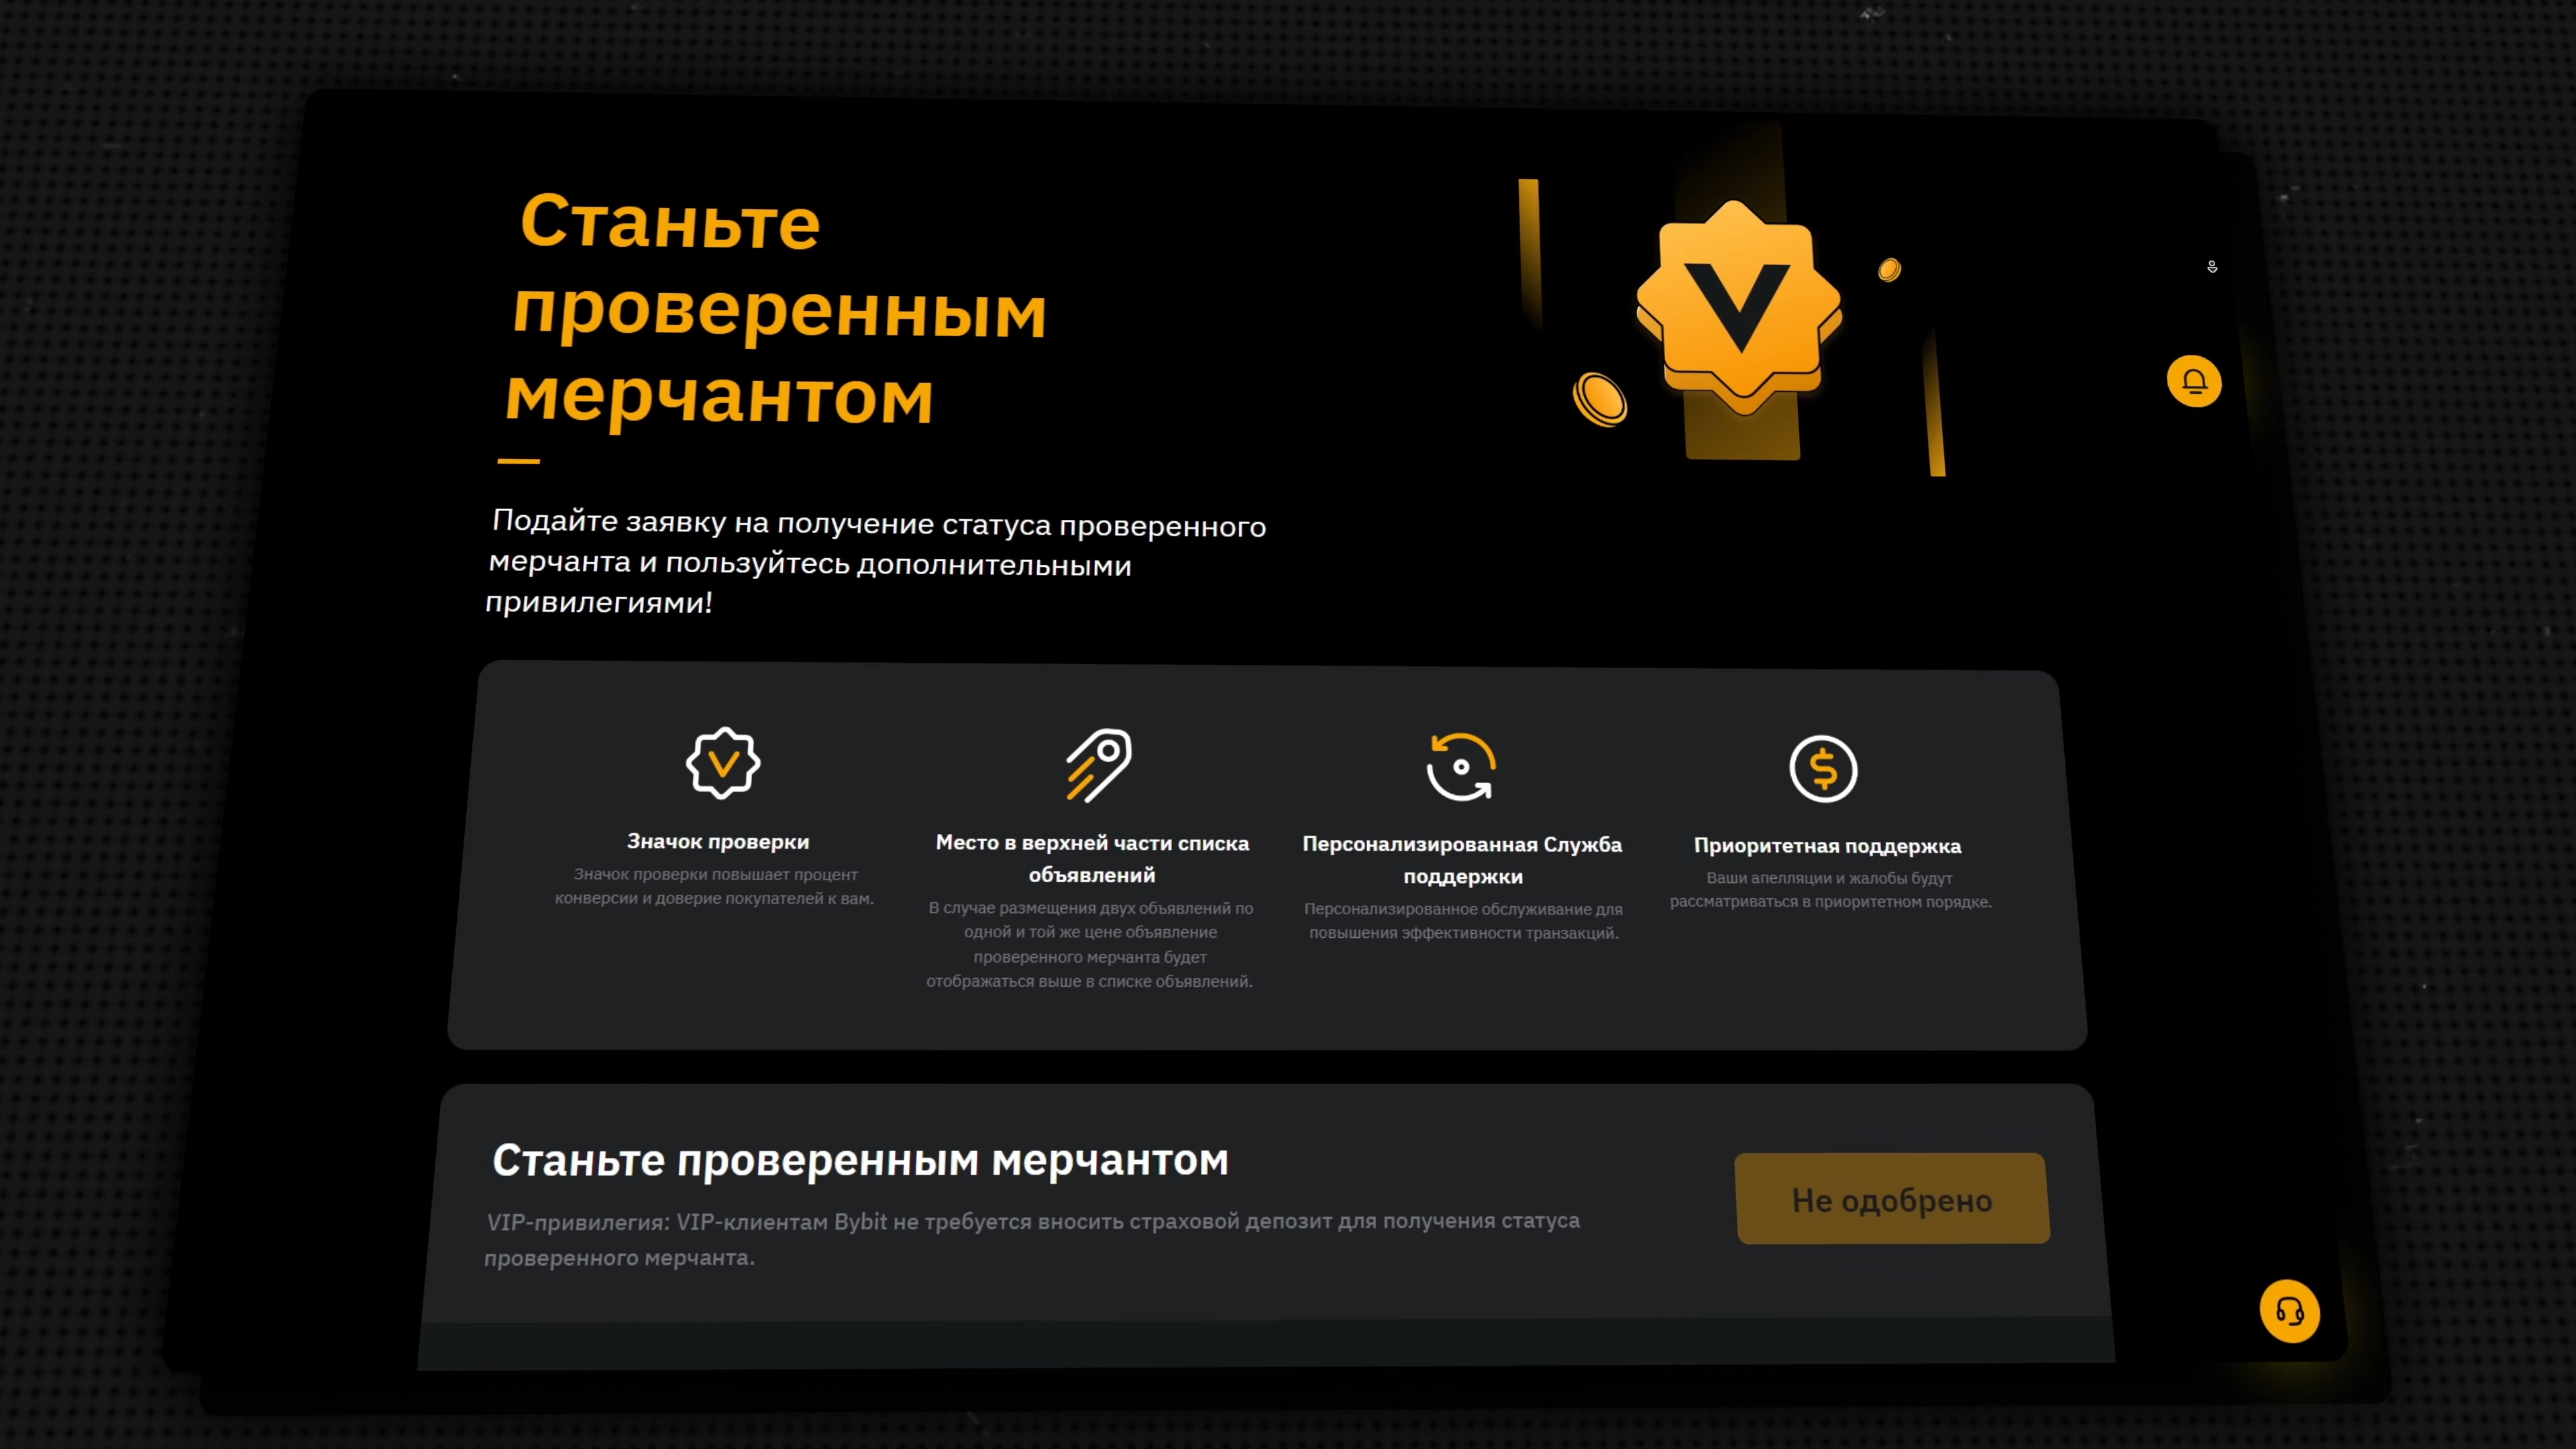 Станьте
проверенным
мерчантом
Подайте заявку на получение статуса проверенного
мерчанта и пользуйтесь дополнительными
привилегиями!
Значок проверки
Значок проверки повышает процент
конверсии и доверие покупателей к вам.
Место в верхней части списка
объявлений
В случае размещения двух объявлений по
одной и той же цене объявление
проверенного мерчанта будет
отображаться выше в списке объявлений.
Персонализированная Служба
поддержки
Персонализированное обслуживание для
повышения эффективности транзакций.
Приоритетная поддержка
Ваши апелляции и жалобы будут
рассматриваться в приоритетном порядке.
Станьте проверенным мерчантом
VIP-привилегия: VIP-клиентам Bybit не требуется вносить страховой депозит для получения статуса
проверенного мерчанта.
Не одобрено